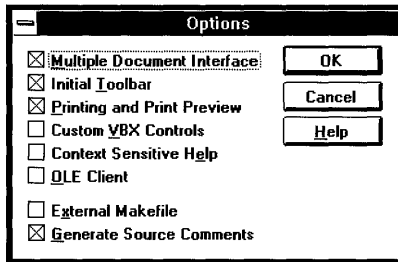 Options
Multiple Document Interface
Initial Toolbar
Printing and Print Preview
Custom VBX Controls
Context Sensitive Help
OLE Client
External Makefile
Generate Source Comments
OK
Cancel
Help